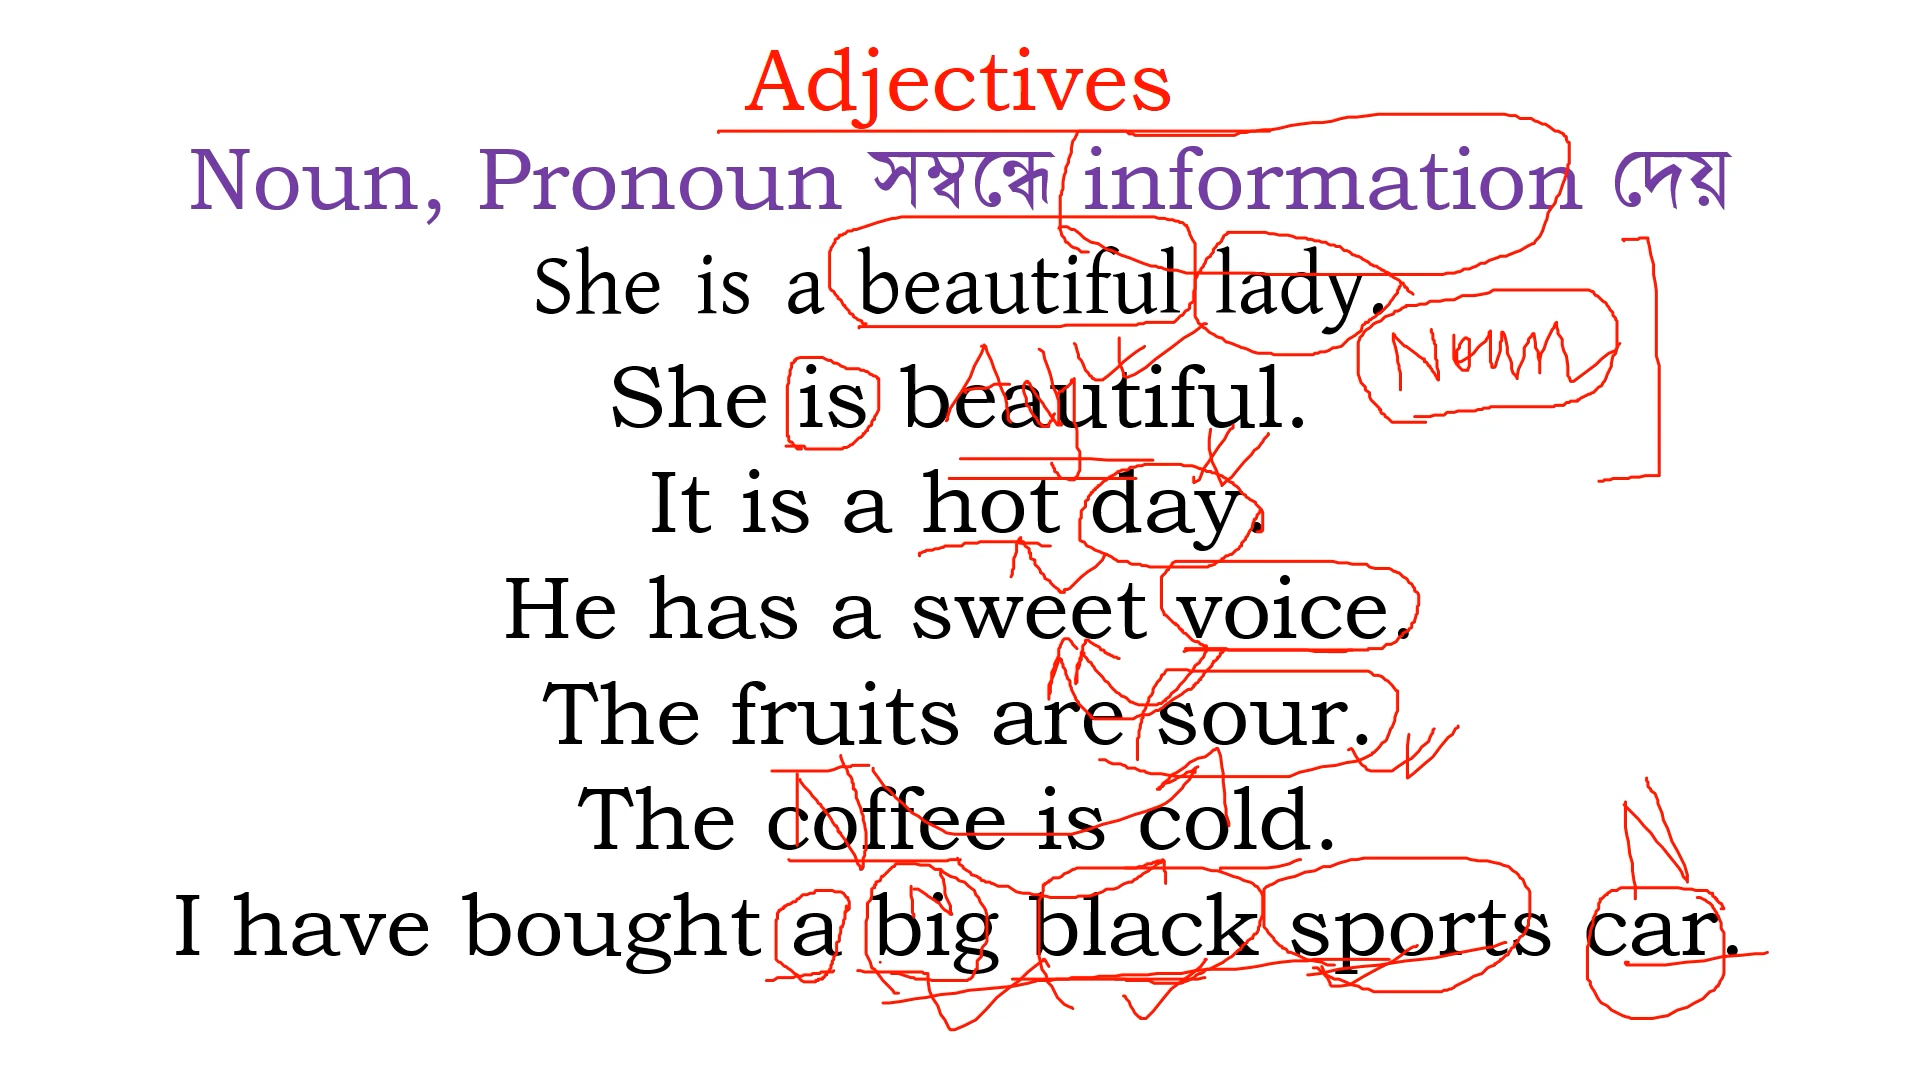 Adjectives
Noun, Pronoun সম্বন্ধে information দেয়
She is a beautiful lady.
Noun
She is beautiful.
Adj
It is a hot day.
He has a sweet voice.
The fruits are sour.
N
The coffee is cold.
N
I have bought a big black sports car.